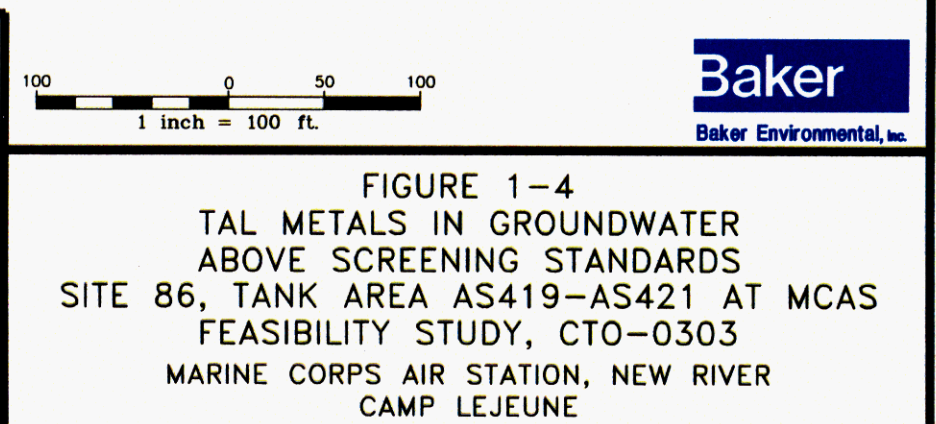 100 0 50 100
1 inch = 100 ft.
Baker
Baker Environmental, Inc.
FIGURE 1-4
TAL METALS IN GROUNDWATER
ABOVE SCREENING STANDARDS
SITE 86, TANK AREA AS419-AS421 AT MCAS
FEASIBILITY STUDY, CTO-0303
MARINE CORPS AIR STATION, NEW RIVER
CAMP LEJEUNE